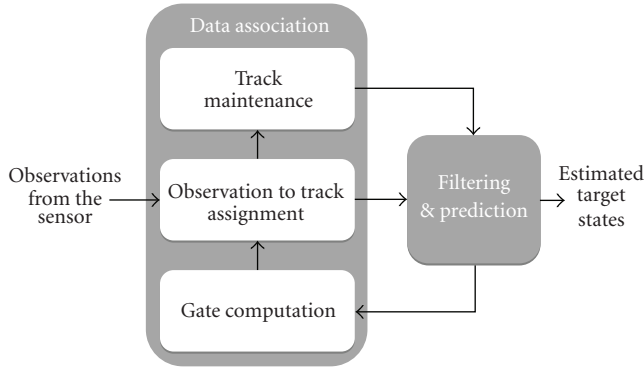 Data association
Track
maintenance
Observations
from the
sensor
Observation to track
assignment
Filtering
& prediction
Estimated
target
states
Gate computation